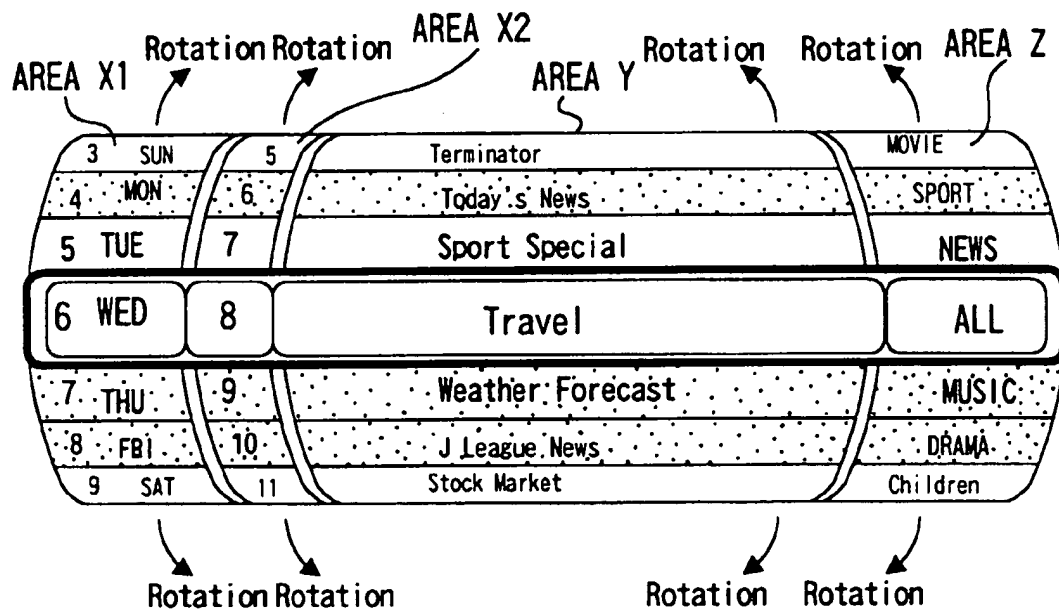 Rotation Rotation AREA X2 Rotation Rotation AREA Z
AREA X1 AREA Y
3 SUN 5 Terminator MOVIE
4 MON 6 Today's News SPORT
5 TUE 7 Sport Special NEWS
6 WED 8 Travel ALL
7 THU 9 Weather Forecast MUSIC
8 FBI 10 J League News DRAMA
9 SAT 11 Stock Market Children
Rotation Rotation Rotation Rotation